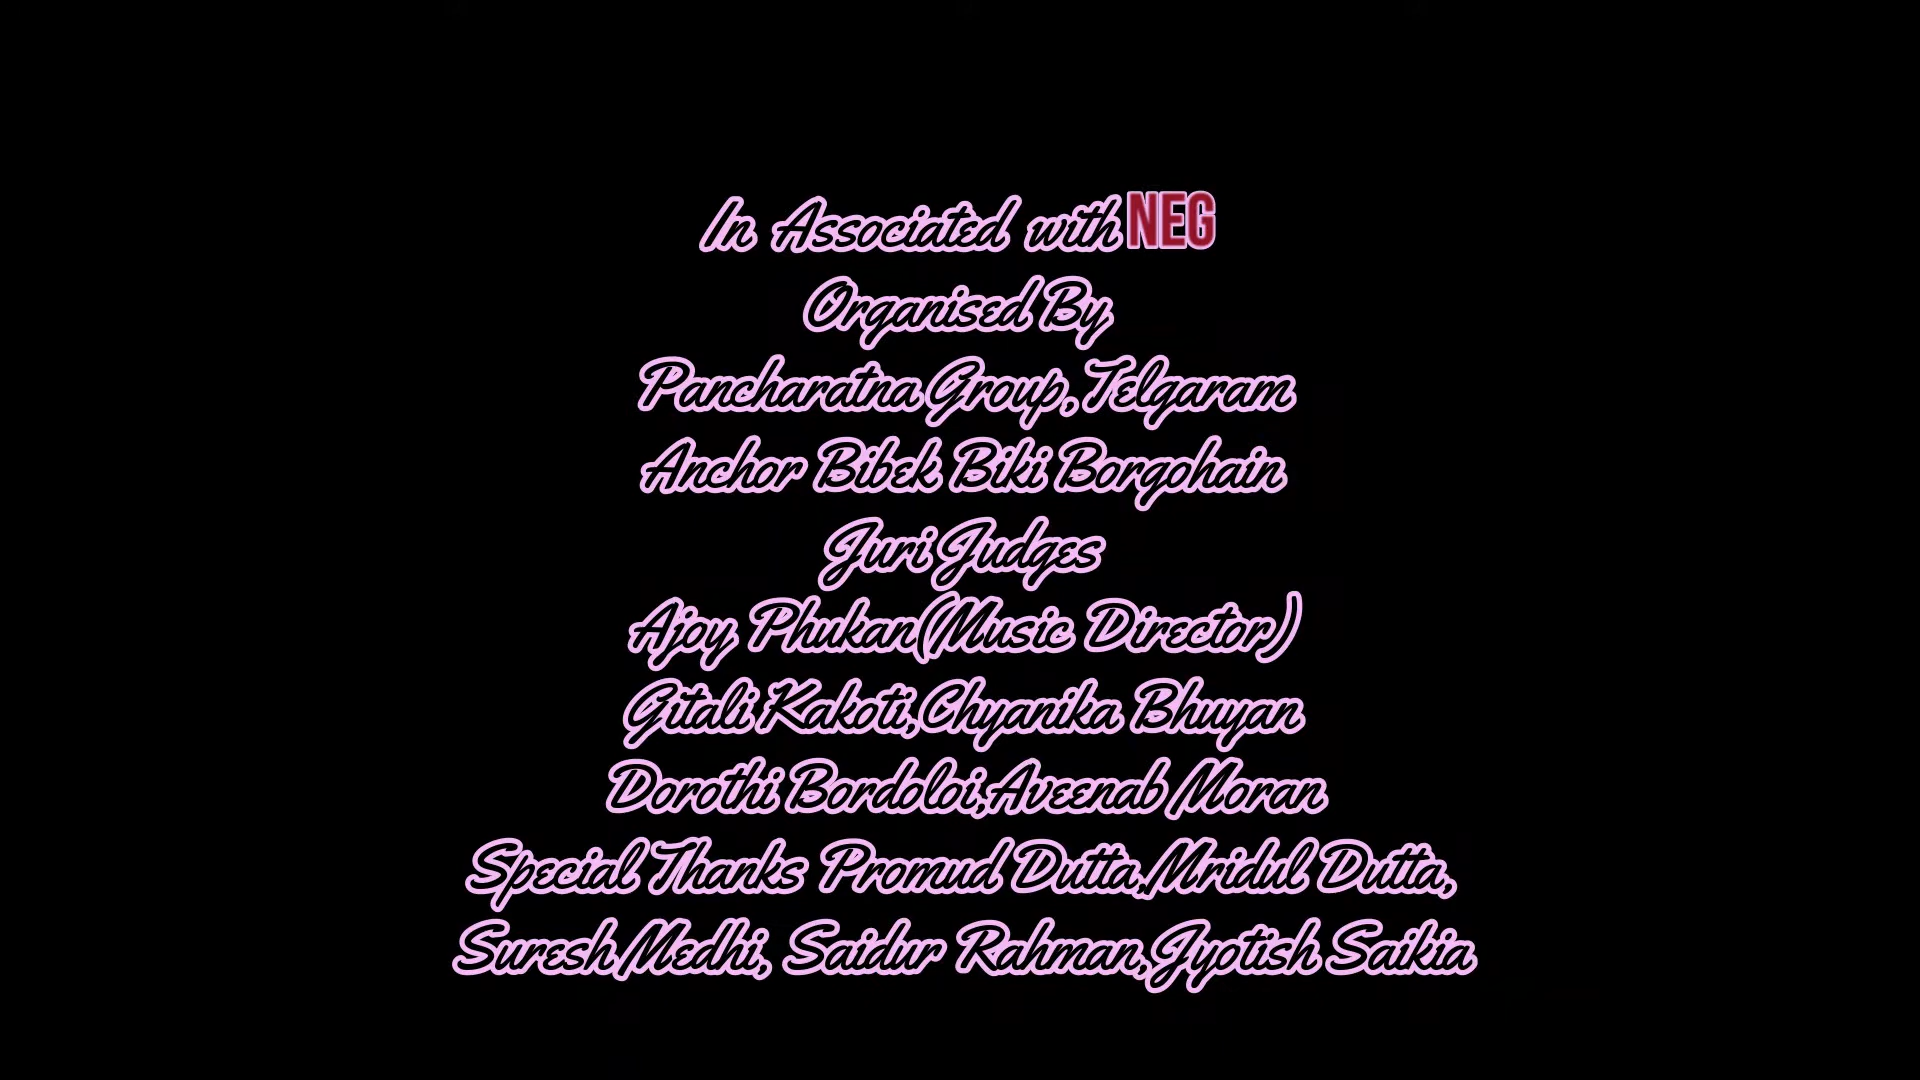 In Associated with NEG
Organised By
Pancharatna Group,Telgaram
Anchor Bibek Biki Borgohain
Juri Judges
Ajoy Phukan(Music Director)
Gitali Kakoti,Chyanika Bhuyan
Dorothi Bordoloi,Aveenab Moran
Special Thanks Promud Dutta,Mridul Dutta,
Suresh Medhi, Saidur Rahman,Jyotish Saikia